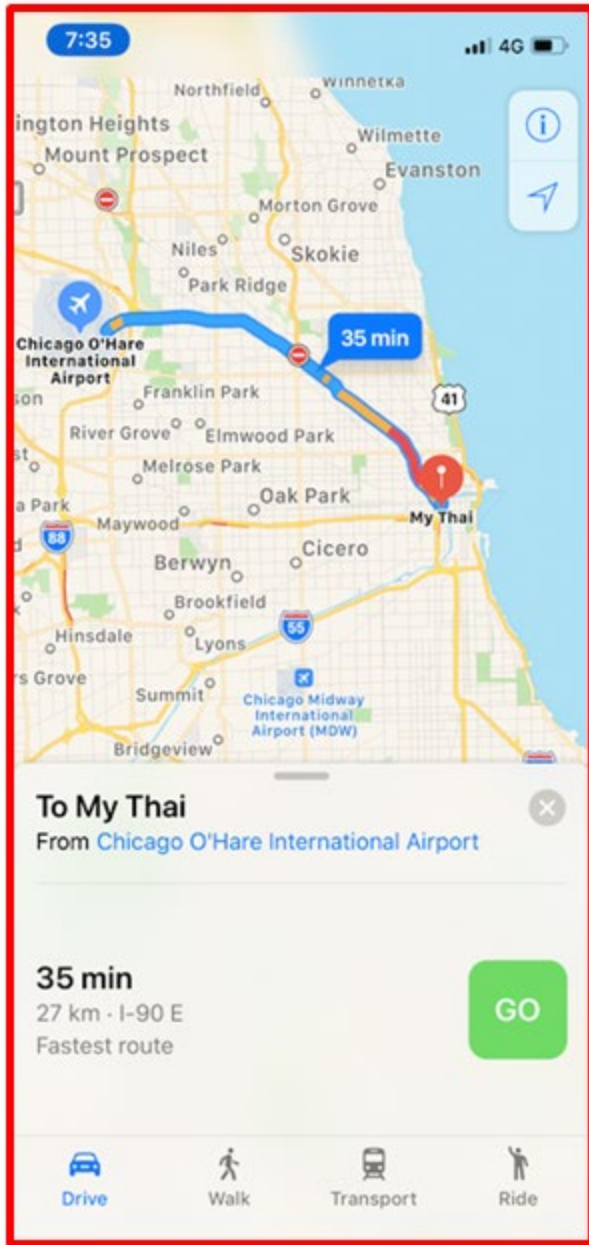 7:35
4G
Northfield
Winnetka
ington Heights
Wilmette
Mount Prospect
Evanston
Morton Grove
Niles
Skokie
Park Ridge
35 min
Chicago O'Hare
International
Airport
41
son
Franklin Park
River Grove
Elmwood Park
st
Melrose Park
a Park
Oak Park
My Thai
Maywood
88
d
Cicero
Berwyn
Brookfield
55
Hinsdale
Lyons
rs Grove
Summit
Chicago Midway
International
Airport (MDW)
Bridgeview
To My Thai
From Chicago O'Hare International Airport
35 min
27 km · I-90 E
GO
Fastest route
Drive
Walk
Transport
Ride